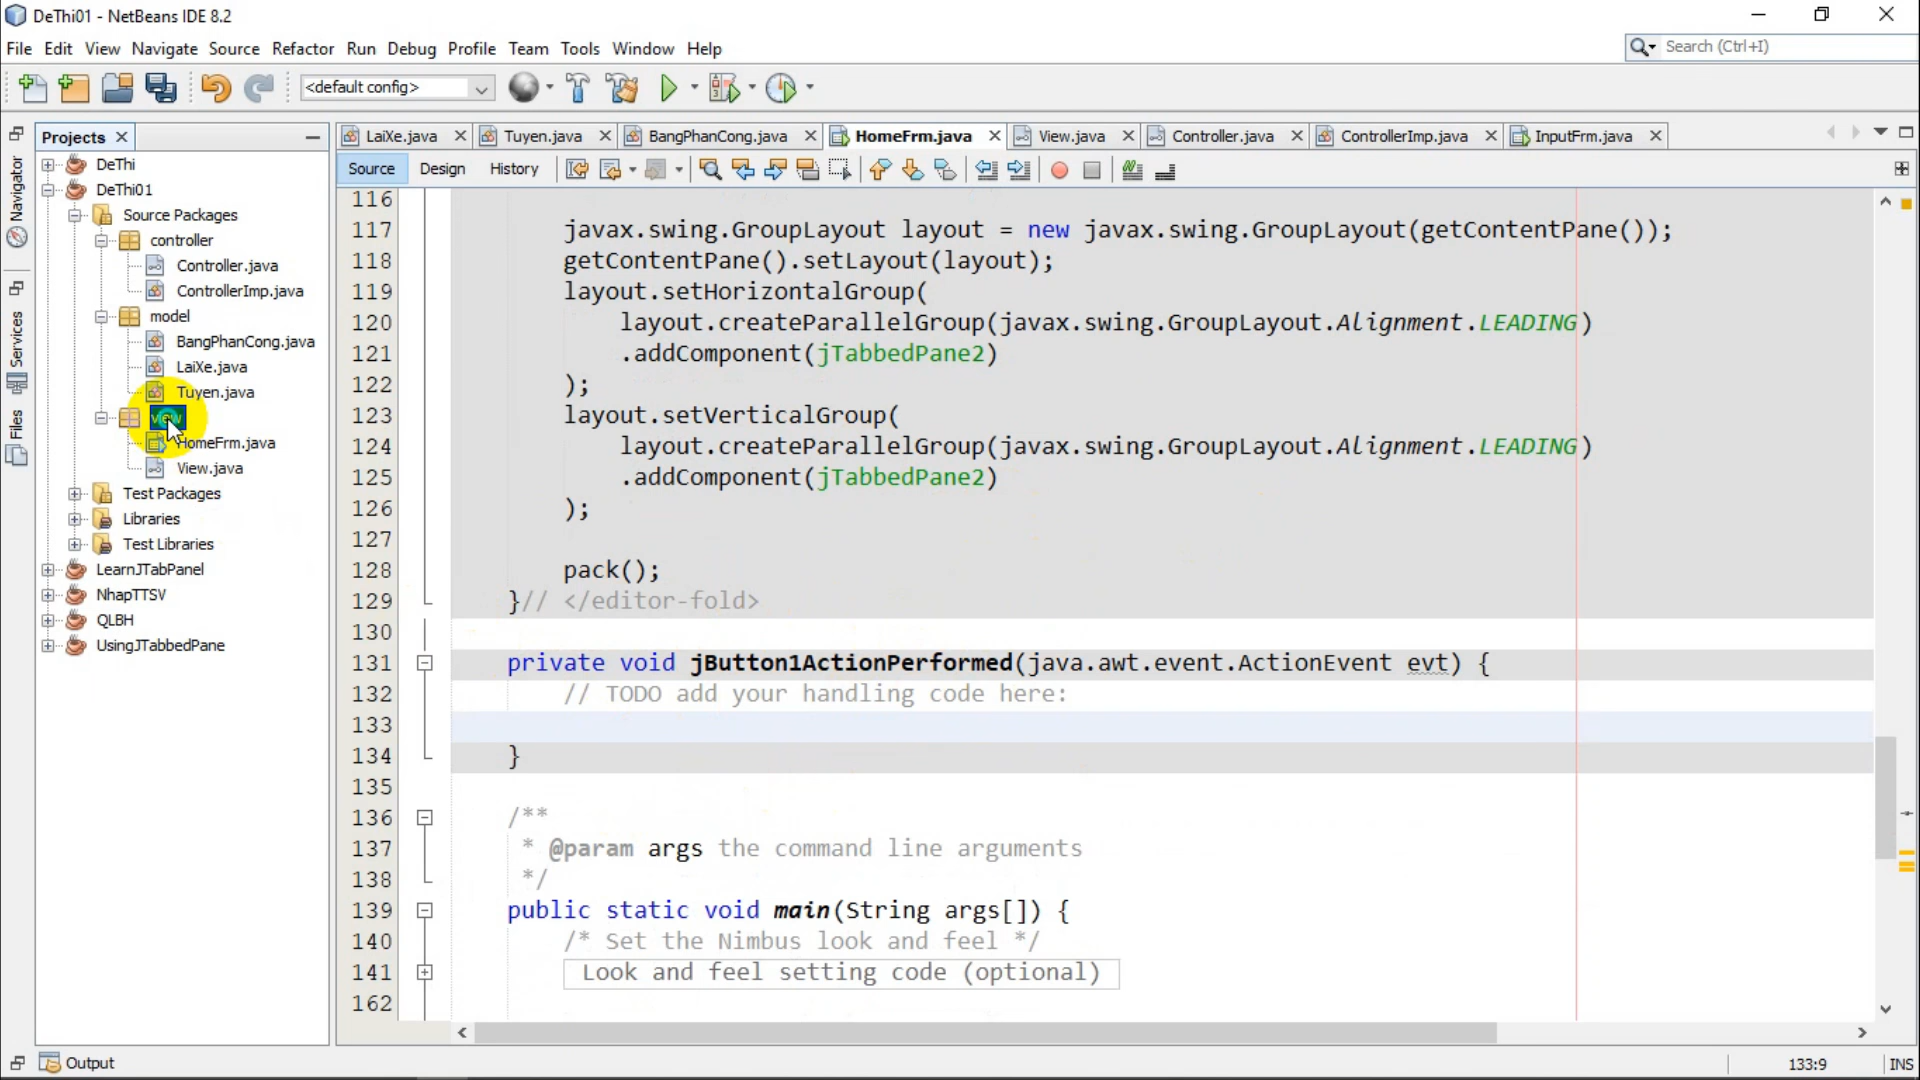 DeThi01 - NetBeans IDE 8.2
File Edit View Navigate Source Refactor Run Debug Profile Team Tools Window Help
Search (Ctrl+I)
<default config>
Projects
LaiXe.java
Tuyen.java
BangPhanCong.java
HomeFrm.java
View.java
Controller.java
ControllerImp.java
InputFrm.java
Source Design History
Navigator
Services
Files
DeThi
DeThi01
Source Packages
controller
Controller.java
ControllerImp.java
model
BangPhanCong.java
LaiXe.java
Tuyen.java
view
HomeFrm.java
View.java
Test Packages
Libraries
Test Libraries
LearnJTabPanel
NhapTTSV
QLBH
UsingJTabbedPane
116
117 javax.swing.GroupLayout layout = new javax.swing.GroupLayout(getContentPane());
118 getContentPane().setLayout(layout);
119 layout.setHorizontalGroup(
120 layout.createParallelGroup(javax.swing.GroupLayout.Alignment.LEADING)
121 .addComponent(jTabbedPane2)
122 );
123 layout.setVerticalGroup(
124 layout.createParallelGroup(javax.swing.GroupLayout.Alignment.LEADING)
125 .addComponent(jTabbedPane2)
126 );
127
128 pack();
129 }// </editor-fold>
130
131 private void jButton1ActionPerformed(java.awt.event.ActionEvent evt) {
132 // TODO add your handling code here:
133
134 }
135
136 /**
137 * @param args the command line arguments
138 */
139 public static void main(String args[]) {
140 /* Set the Nimbus look and feel */
141 Look and feel setting code (optional)
162
Output
133:9 INS